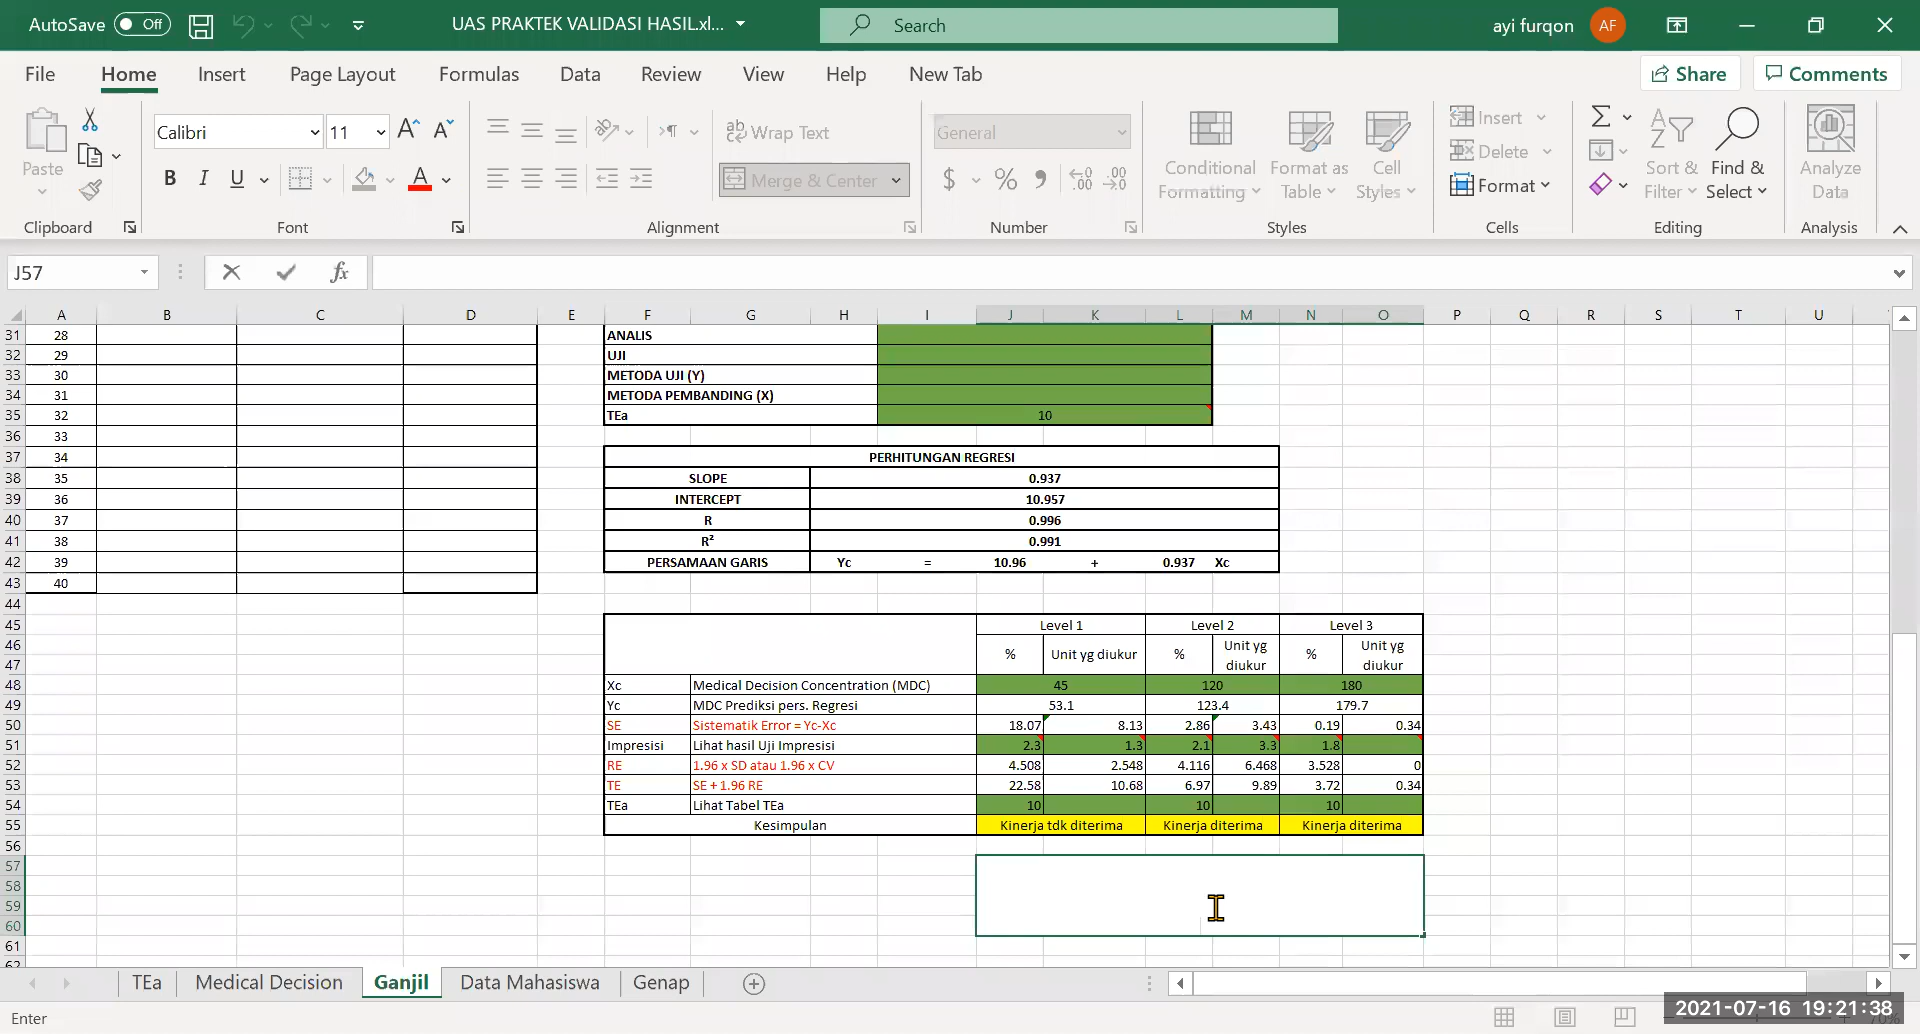 AutoSave Off UAS PRAKTEK VALIDASI HASIL.xl... Search ayi furqon AF
File Home Insert Page Layout Formulas Data Review View Help New Tab Share Comments
Calibri 11 Wrap Text General Insert
Paste Merge & Center Conditional Formatting Format as Table Cell Styles Delete Sort & Filter Find & Select Analyze Data
Format
Clipboard Font Alignment Number Styles Cells Editing Analysis
J57 fx
A B C D E F G H I J K L M N O P Q R S T U
31 28 ANALIS
32 29 UJI
33 30 METODA UJI (Y)
34 31 METODA PEMBANDING (X)
35 32 TEa 10
36 33
37 34 PERHITUNGAN REGRESI
38 35 SLOPE 0.937
39 36 INTERCEPT 10.957
40 37 R 0.996
41 38 R² 0.991
42 39 PERSAMAAN GARIS Yc = 10.96 + 0.937 Xc
43 40
44
45 Level 1 Level 2 Level 3
46 % Unit yg diukur % Unit yg diukur % Unit yg diukur
47
48 Xc Medical Decision Concentration (MDC) 45 120 180
49 Yc MDC Prediksi pers. Regresi 53.1 123.4 179.7
50 SE Sistematik Error = Yc-Xc 18.07 8.13 2.86 3.43 0.19 0.34
51 Impresisi Lihat hasil Uji Impresisi 2.3 1.3 2.1 3.3 1.8
52 RE 1.96 x SD atau 1.96 x CV 4.508 2.548 4.116 6.468 3.528 0
53 TE SE + 1.96 RE 22.58 10.68 6.97 9.89 3.72 0.34
54 TEa Lihat Tabel TEa 10 10 10
55 Kesimpulan Kinerja tdk diterima Kinerja diterima Kinerja diterima
56
57
58
59
60
61
62
TEa Medical Decision Ganjil Data Mahasiswa Genap
Enter 2021-07-16 19:21:38